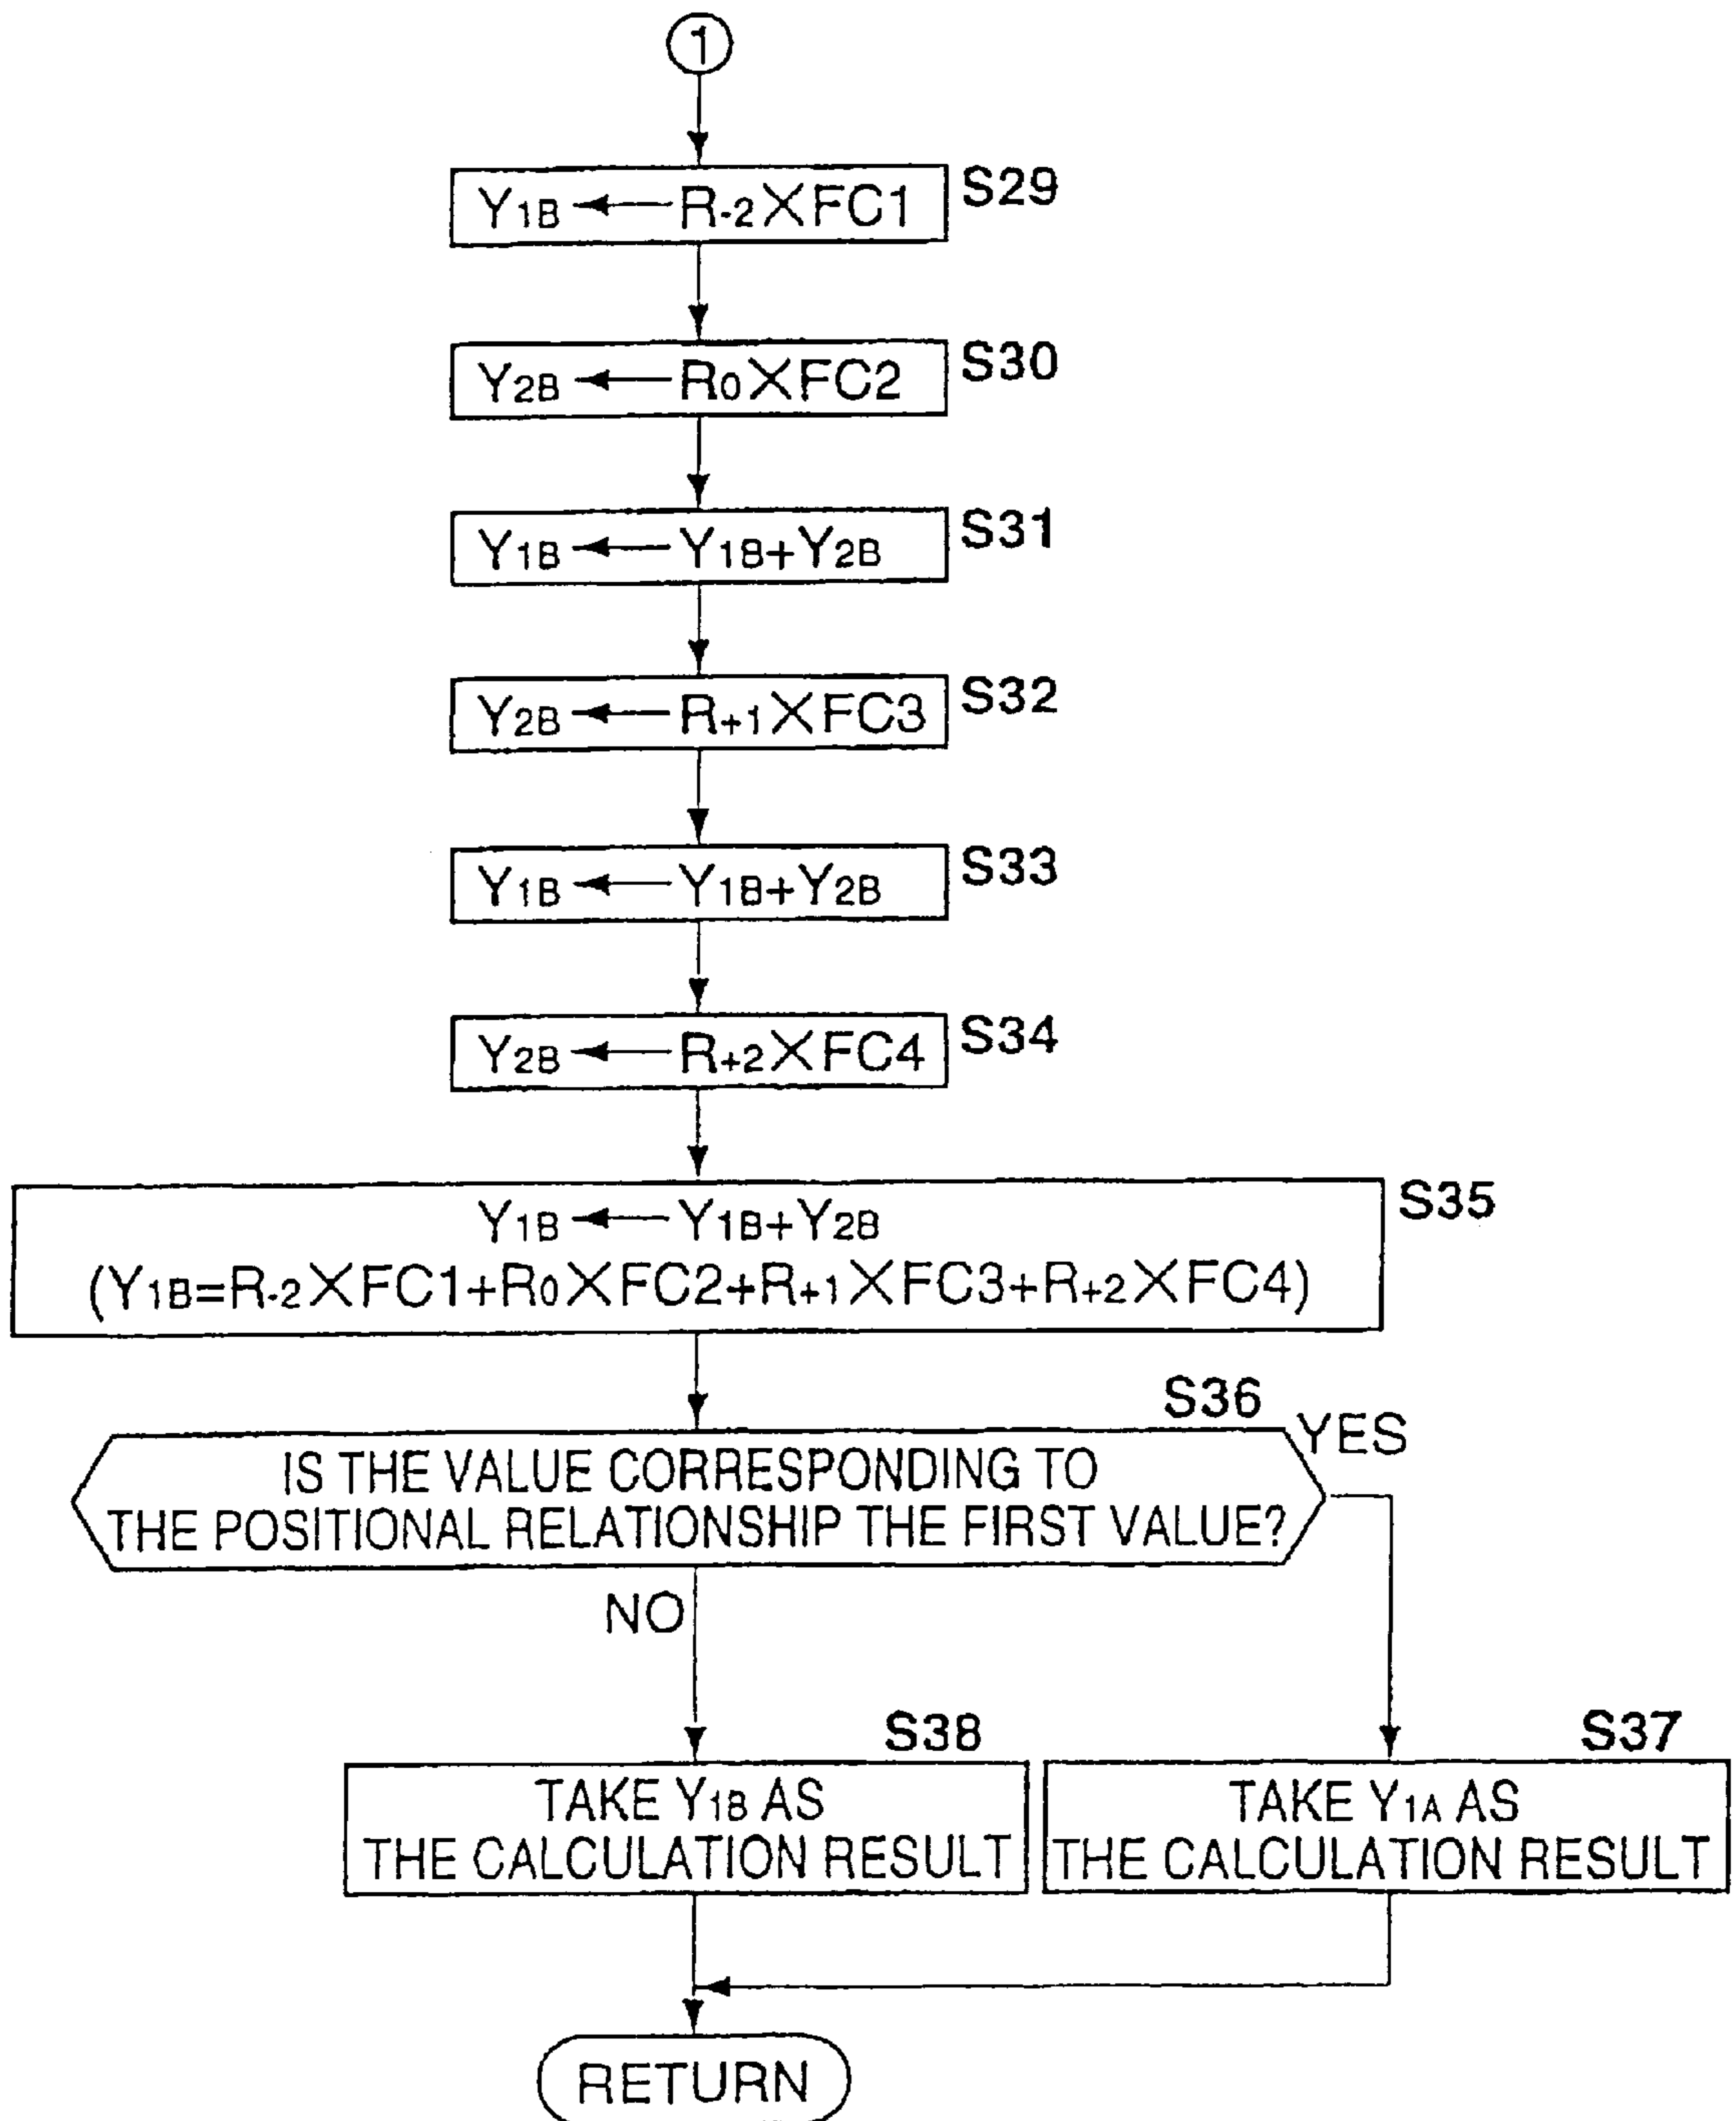 1
Y1B ← R-2×FC1 S29
Y2B ← R0×FC2 S30
Y1B ← Y1B+Y2B S31
Y2B ← R+1×FC3 S32
Y1B ← Y1B+Y2B S33
Y2B ← R+2×FC4 S34
S35
Y1B ← Y1B+Y2B
(Y1B=R-2×FC1+R0×FC2+R+1×FC3+R+2×FC4)
S36
YES
IS THE VALUE CORRESPONDING TO
THE POSITIONAL RELATIONSHIP THE FIRST VALUE?
NO
S38
TAKE Y1B AS
THE CALCULATION RESULT
S37
TAKE Y1A AS
THE CALCULATION RESULT
RETURN